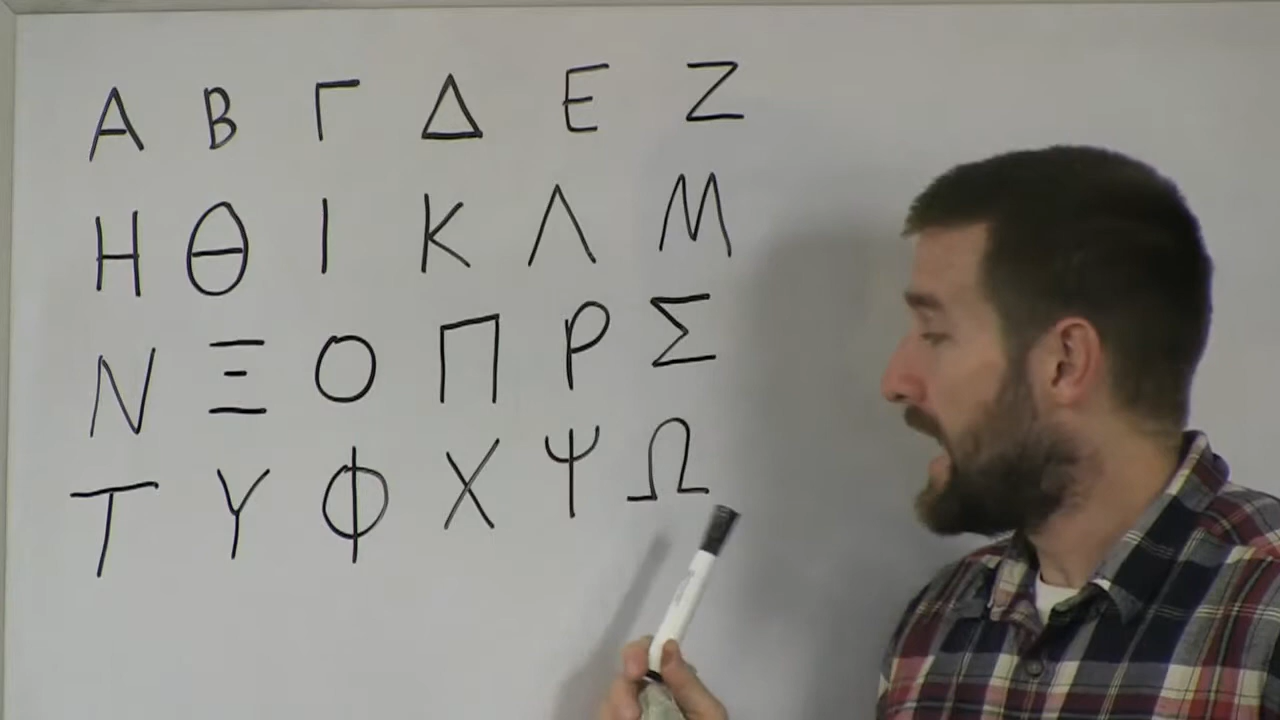 Α Β Γ Δ Ε Ζ
Η Θ Ι Κ Λ Μ
Ν Ξ Ο Π Ρ Σ
Τ Υ Φ Χ Ψ Ω